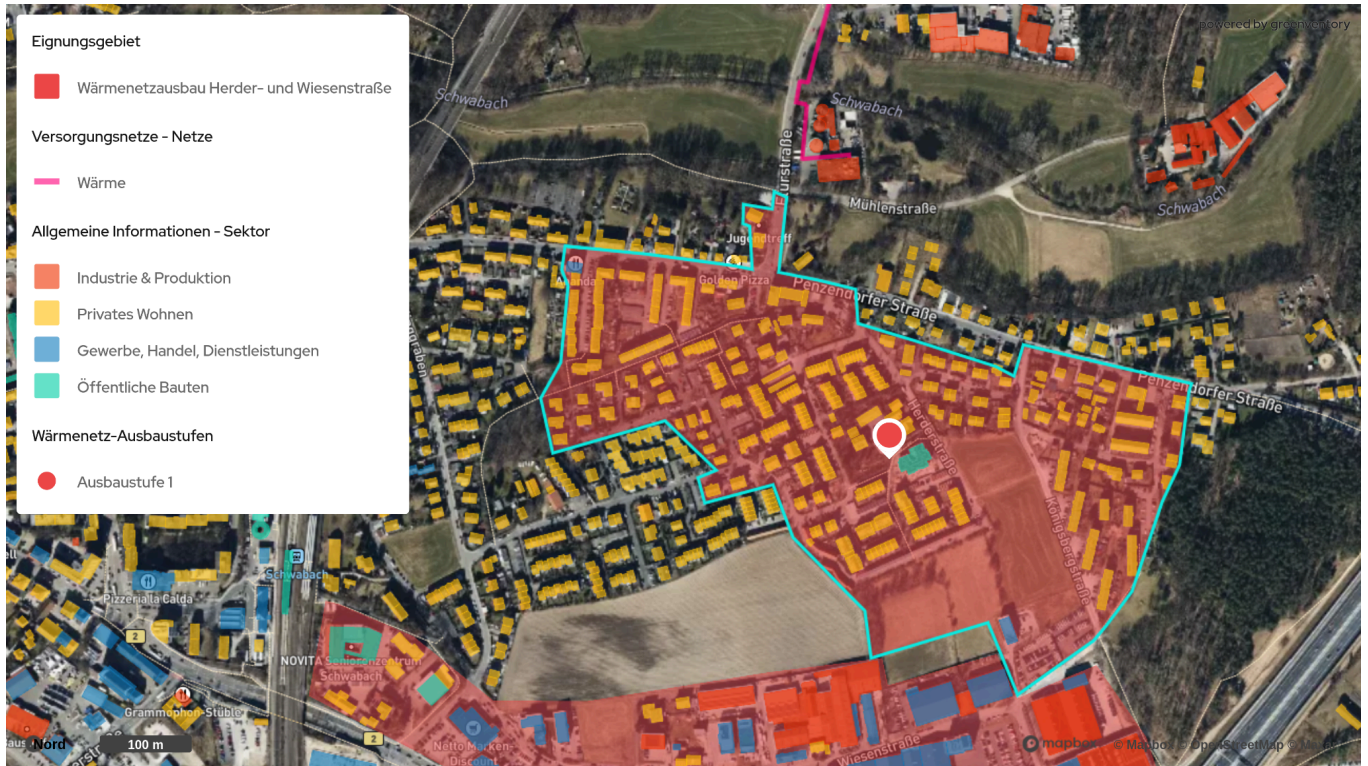 Eignungsgebiet
Wärmenetzausbau Herder- und Wiesenstraße
Versorgungsnetze - Netze
Wärme
Allgemeine Informationen - Sektor
Industrie & Produktion
Privates Wohnen
Gewerbe, Handel, Dienstleistungen
Öffentliche Bauten
Wärmenetz-Ausbaustufen
Ausbaustufe 1
powered by greenventory
Schwabach
Schwabach
Schwabach
Mühlenstraße
Jugendtreff
Golden Pizza
Penzendorfer Straße
Penzendorfer Straße
Herderstraße
Königsbergstraße
Schwabach
Pizzeria la Calda
2
NOVITA Seniorenzentrum
Schwabach
Grammophon-Stüble
2
Netto Marken-
Discount
Wiesenstraße
Nord
100 m
mapbox
© Mapbox © OpenStreetMap ©